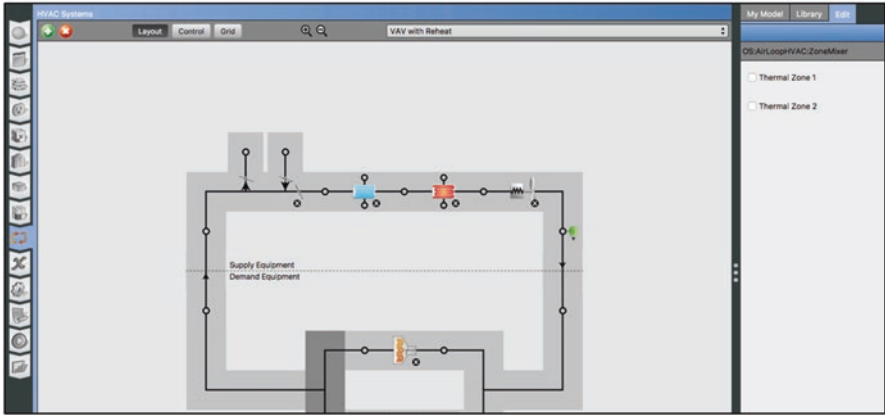 HVAC Systems
My Model Library Edit
Layout Control Grid VAV with Reheat
OS:AirLoopHVAC:ZoneMixer
Thermal Zone 1
Thermal Zone 2
Supply Equipment
Demand Equipment